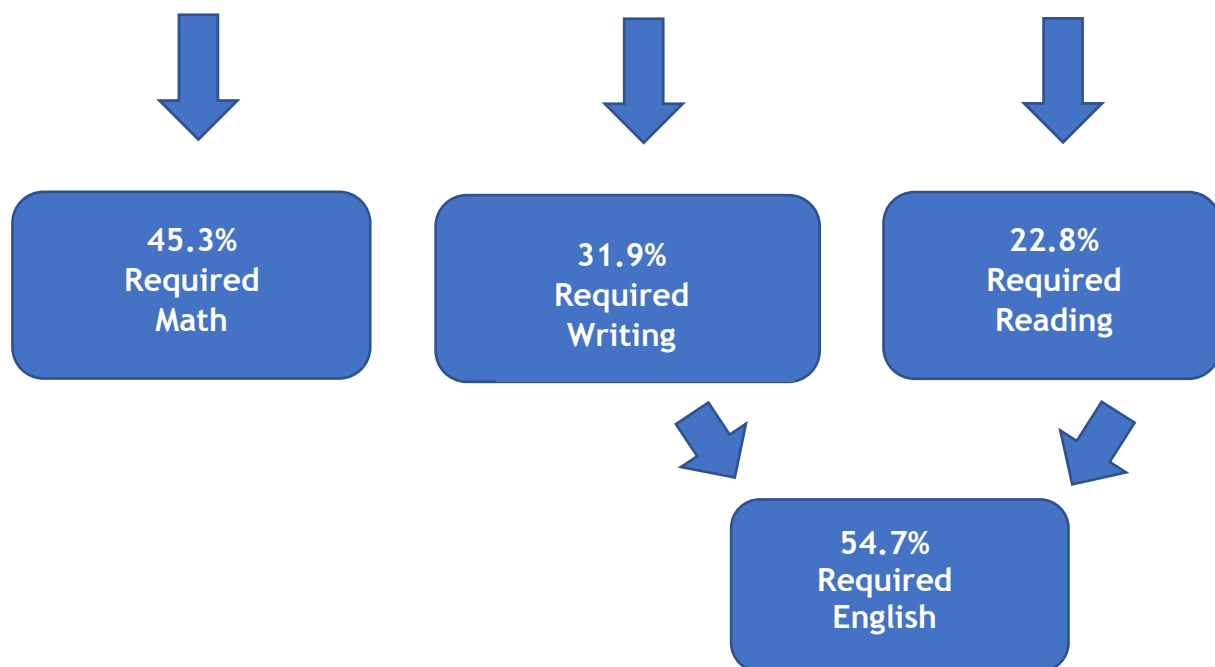 45.3%
Required
Math
31.9%
Required
Writing
22.8%
Required
Reading
54.7%
Required
English